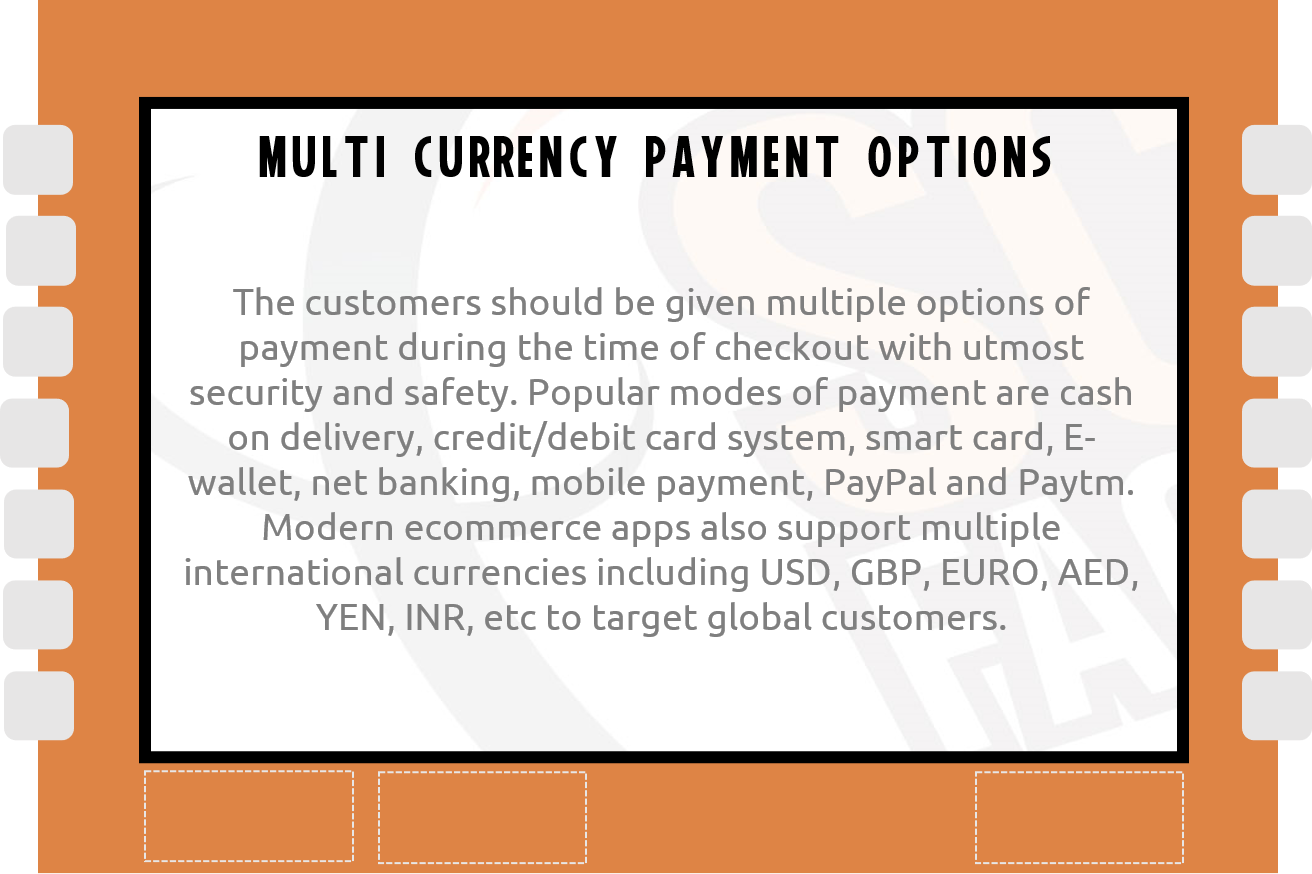 MULTI CURRENCY PAYMENT OPTIONS
The customers should be given multiple options of
payment during the time of checkout with utmost
security and safety. Popular modes of payment are cash
on delivery, credit/debit card system, smart card, E-
wallet, net banking, mobile payment, PayPal and Paytm.
Modern ecommerce apps also support multiple
international currencies including USD, GBP, EURO, AED,
YEN, INR, etc to target global customers.